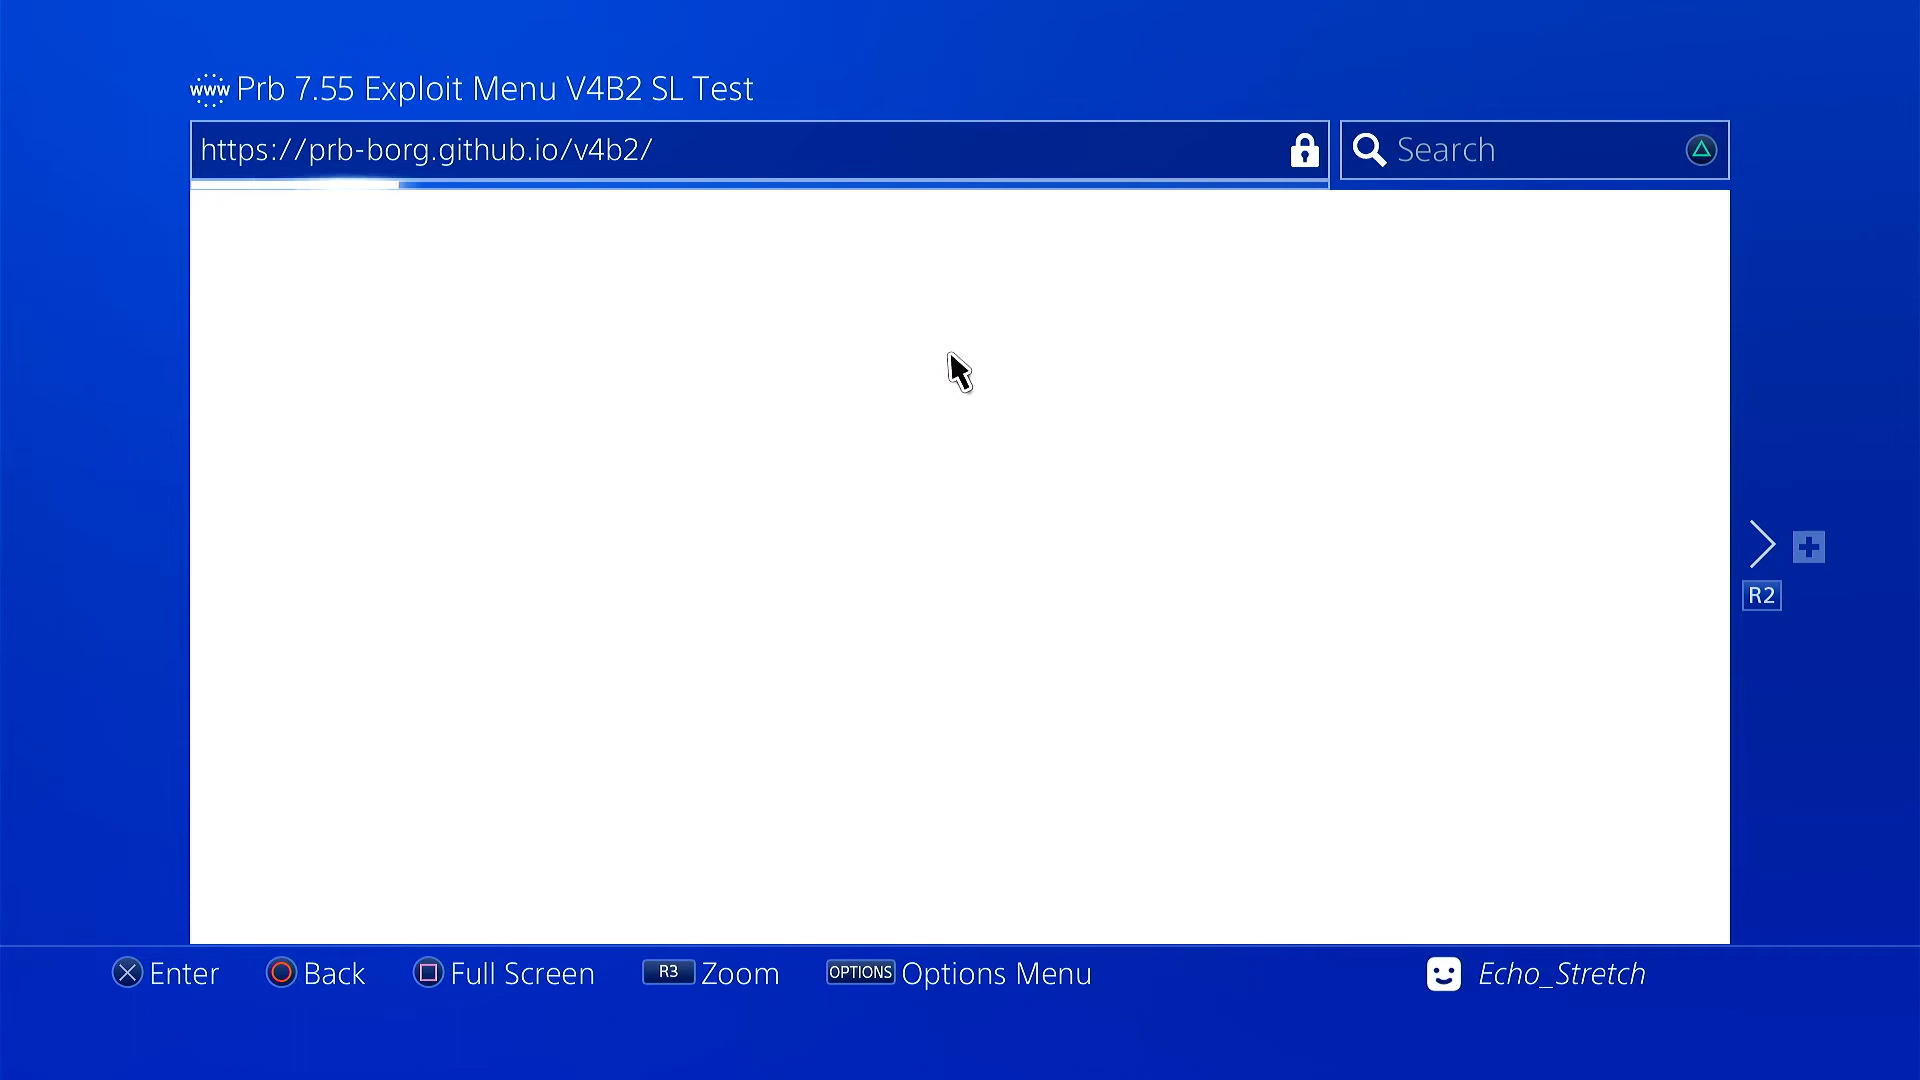 www Prb 7.55 Exploit Menu V4B2 SL Test
https://prb-borg.github.io/v4b2/
Search
R2
Enter Back Full Screen R3 Zoom OPTIONS Options Menu Echo_Stretch